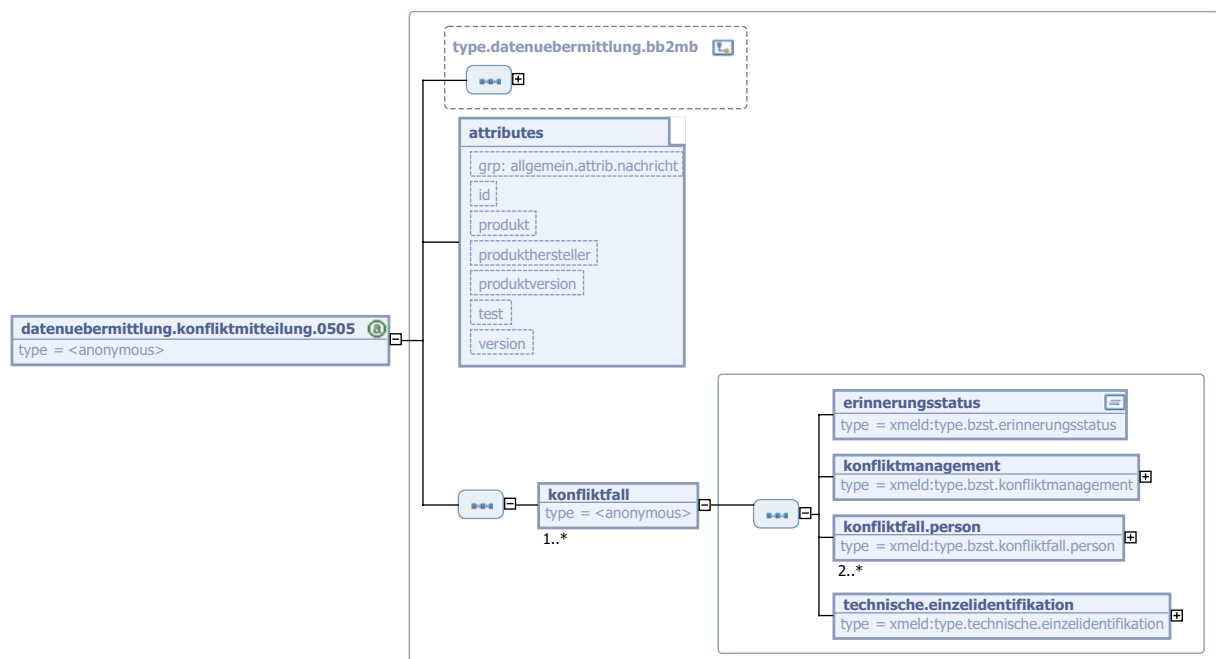 type.datenuebermittlung.bb2mb
attributes
grp: allgemein.attrib.nachricht
id
produkt
produkthersteller
produktversion
test
version
datenuebermittlung.konfliktmitteilung.0505
a
type = <anonymous>
konfliktfall
type = <anonymous>
1..*
erinnerungsstatus
type = xmeld:type.bzst.erinnerungsstatus
konfliktmanagement
type = xmeld:type.bzst.konfliktmanagement
konfliktfall.person
type = xmeld:type.bzst.konfliktfall.person
2..*
technische.einzelidentifikation
type = xmeld:type.technische.einzelidentifikation